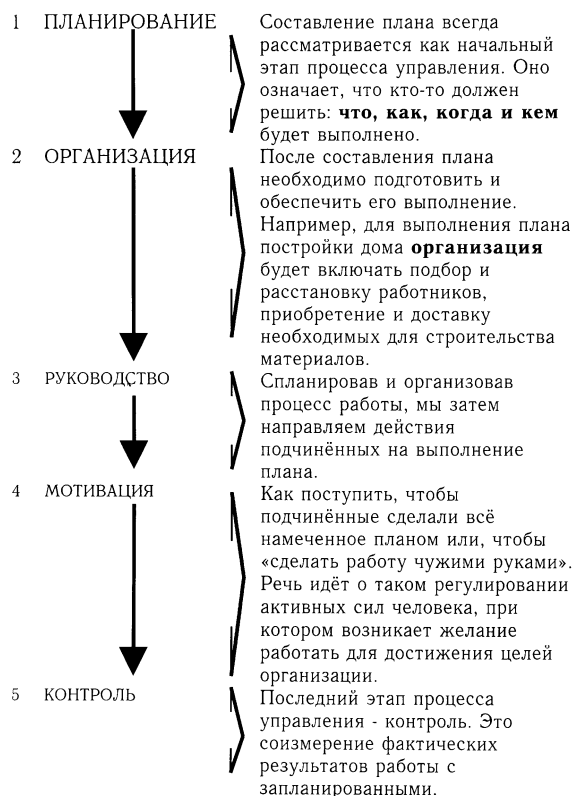 1 ПЛАНИРОВАНИЕ Составление плана всегда
рассматривается как начальный
этап процесса управления. Оно
означает, что кто-то должен
решить: что, как, когда и кем
будет выполнено.
2 ОРГАНИЗАЦИЯ После составления плана
необходимо подготовить и
обеспечить его выполнение.
Например, для выполнения плана
постройки дома организация
будет включать подбор и
расстановку работников,
приобретение и доставку
необходимых для строительства
материалов.
3 РУКОВОДСТВО Спланировав и организовав
процесс работы, мы затем
направляем действия
подчинённых на выполнение
плана.
4 МОТИВАЦИЯ Как поступить, чтобы
подчинённые сделали всё
намеченное планом или, чтобы
«сделать работу чужими руками».
Речь идёт о таком регулировании
активных сил человека, при
котором возникает желание
работать для достижения целей
организации.
5 КОНТРОЛЬ Последний этап процесса
управления - контроль. Это
соизмерение фактических
результатов работы с
запланированными.